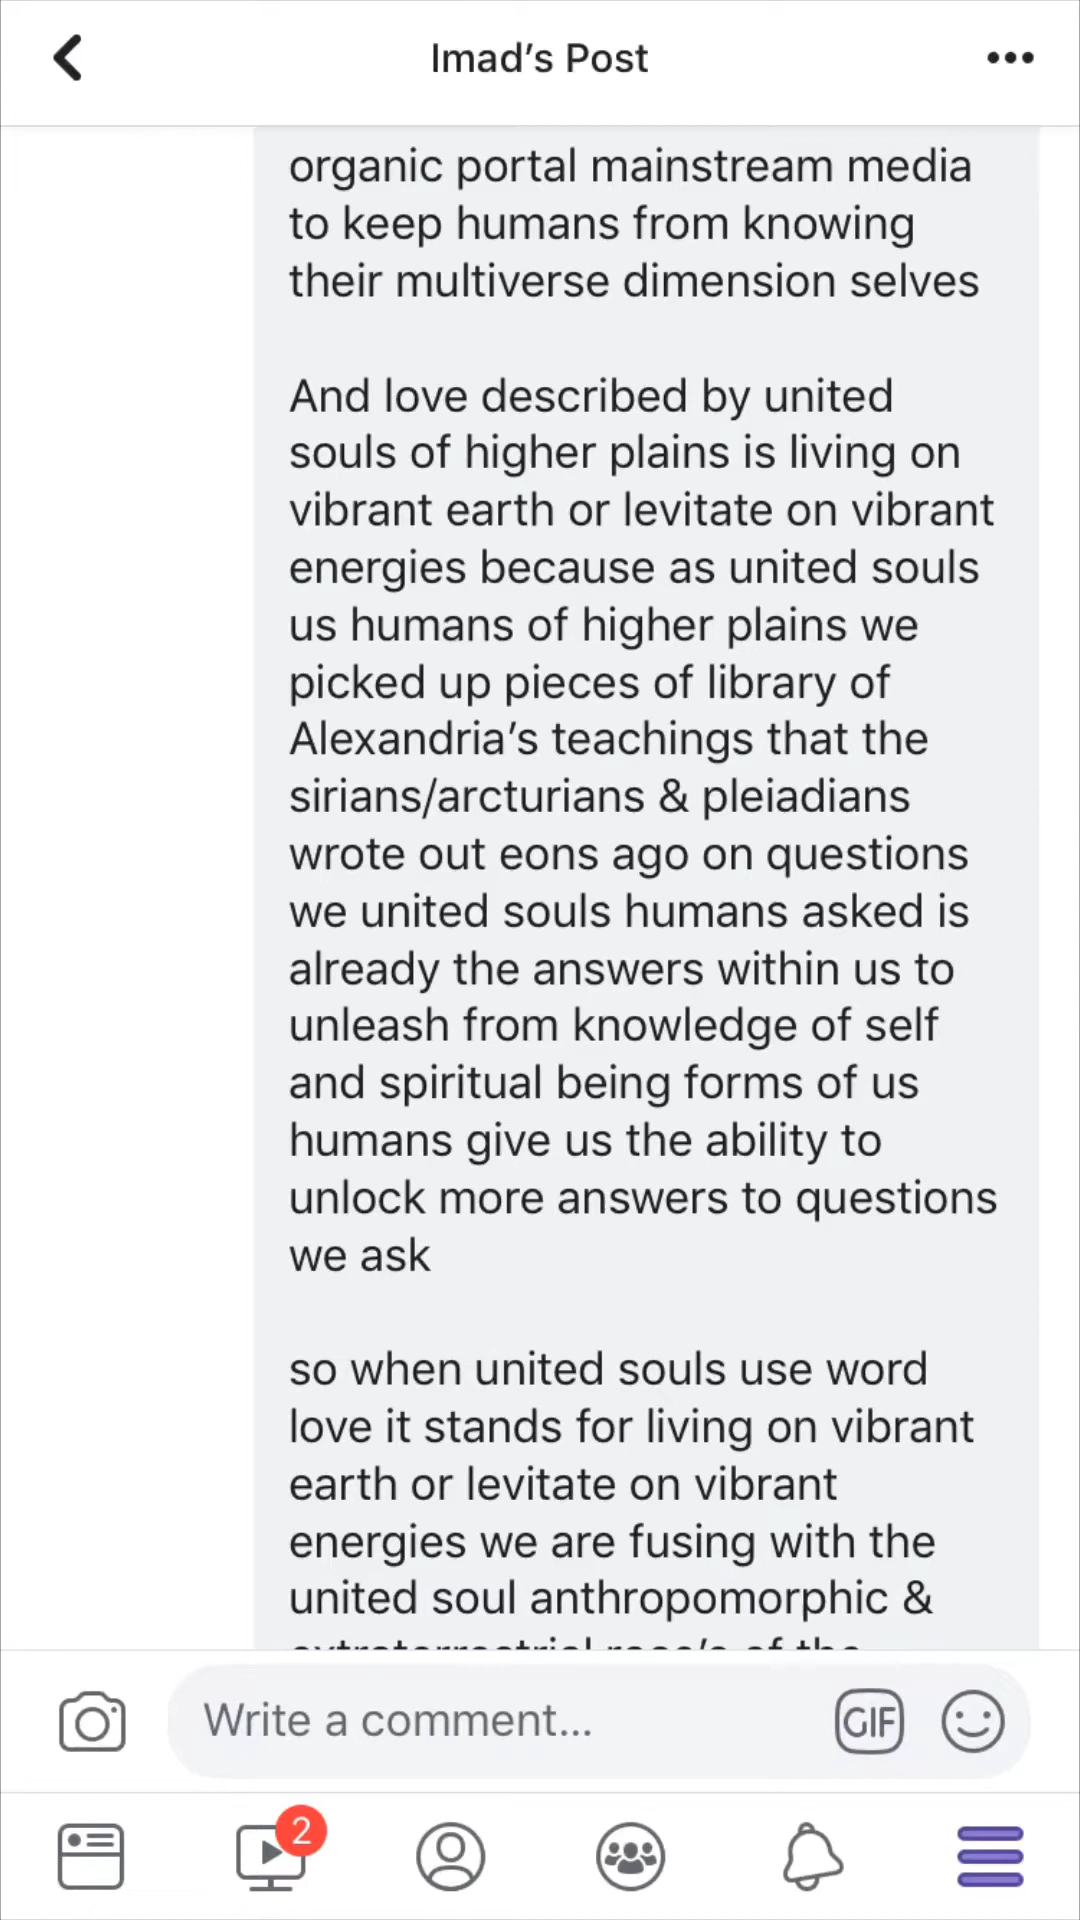 Imad's Post
organic portal mainstream media
to keep humans from knowing
their multiverse dimension selves
And love described by united
souls of higher plains is living on
vibrant earth or levitate on vibrant
energies because as united souls
us humans of higher plains we
picked up pieces of library of
Alexandria's teachings that the
sirians/arcturians & pleiadians
wrote out eons ago on questions
we united souls humans asked is
already the answers within us to
unleash from knowledge of self
and spiritual being forms of us
humans give us the ability to
unlock more answers to questions
we ask
so when united souls use word
love it stands for living on vibrant
earth or levitate on vibrant
energies we are fusing with the
united soul anthropomorphic &
extraterrestrial race's of the
Write a comment...
GIF
2